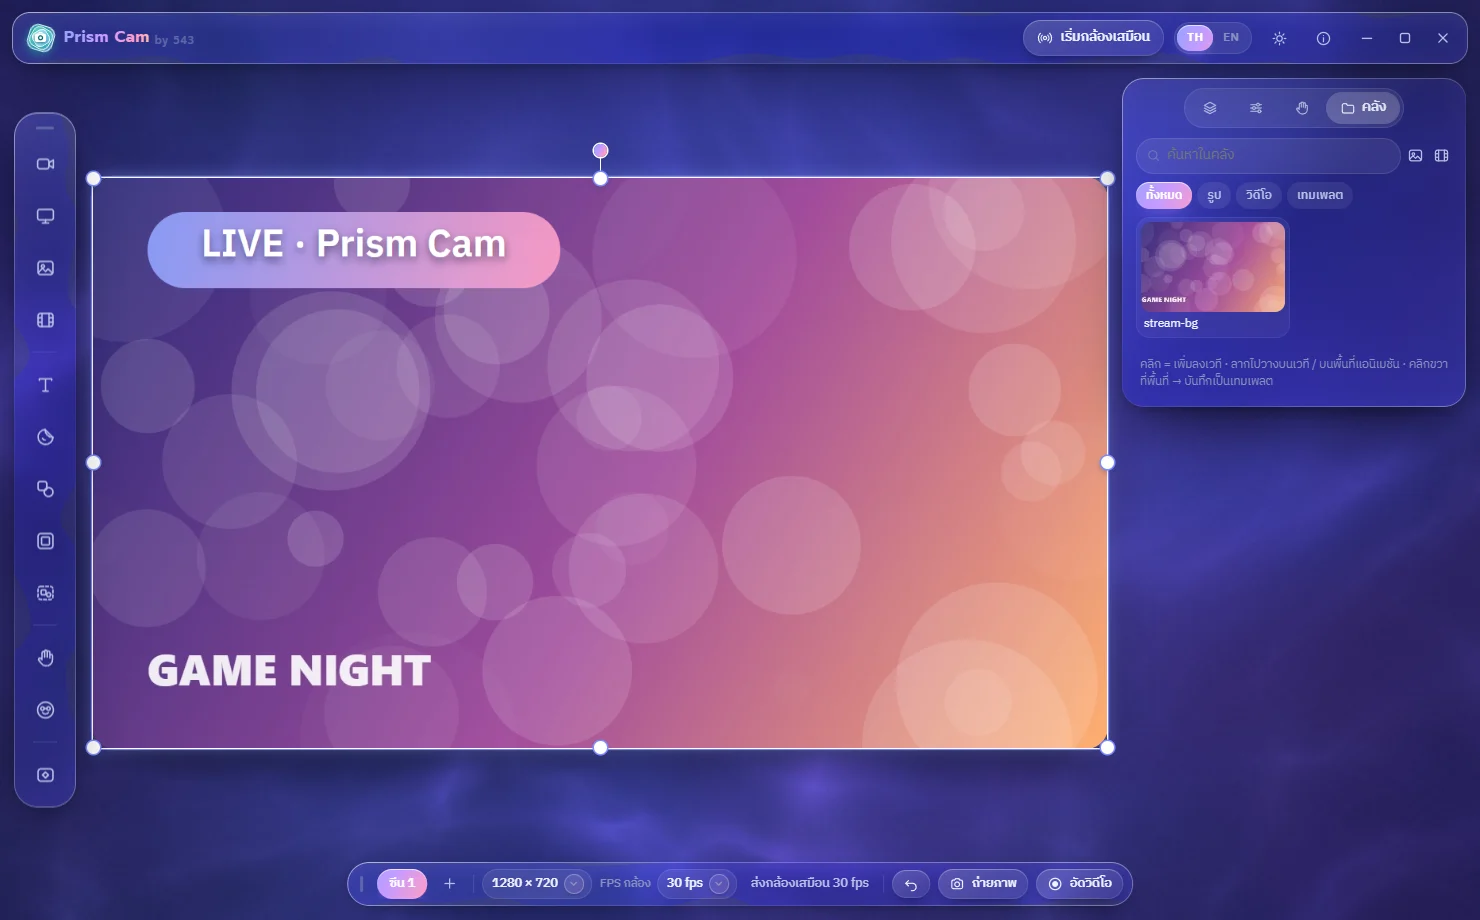 Prism Cam by 543
เริ่มกล้องเสมือน
TH EN
คลัง
ค้นหาในคลัง
ทั้งหมด รูป วิดีโอ เทมเพลต
GAME NIGHT
stream-bg
คลิก = เพิ่มลงเวที · ลากไปวางบนเวที / บนพื้นที่แอนิเมชัน · คลิกขวา
ที่พื้นที่ → บันทึกเป็นเทมเพลต
LIVE · Prism Cam
GAME NIGHT
ซีน 1
1280 × 720
FPS กล้อง
30 fps
ส่งกล้องเสมือน 30 fps
ถ่ายภาพ
อัดวิดีโอ